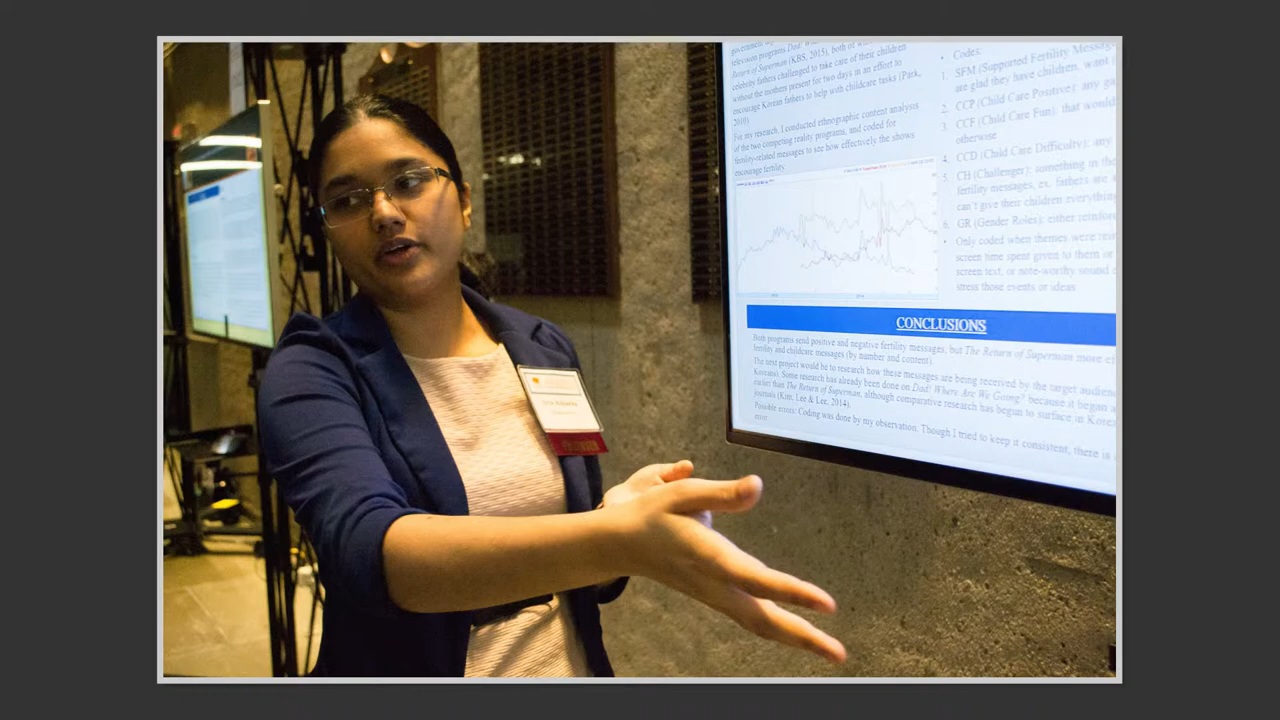 television programs Dad!
Return of Superman (KBS, 2015), both of
celebrity fathers challenged to take care of their children
without the mothers present for two days in an effort to
encourage Korean fathers to help with childcare tasks (Park,
2010)
For my research, I conducted ethnographic content analysis
of the two competing reality programs, and coded for
fertility-related messages to see how effectively the shows
encourage fertility.
• Codes:
1. SFM (Supported Fertility Messag
are glad they have children, want
2. CCP (Child Care Positive): any
3. CCF (Child Care Fun): that would
otherwise
4. CCD (Child Care Difficulty): any
5. CH (Challenger): something in the
fertility messages, ex. fathers are
can't give their children everything
6. GR (Gender Roles): either reinforc
• Only coded when themes were
screen time spent given to them or
screen text, or note-worthy sound
stress those events or ideas
CONCLUSIONS
Both programs send positive and negative fertility messages, but The Return of Superman more
fertility and childcare messages (by number and content).
The next project would be to research how these messages are being received by the target audien
Koreans). Some research has already been done on Dad! Where Are We Going? because it began
earlier than The Return of Superman, although comparative research has begun to surface in Kore
journals (Kim, Lee & Lee, 2014).
Possible errors: Coding was done by my observation. Though I tried to keep it consistent, there is
error